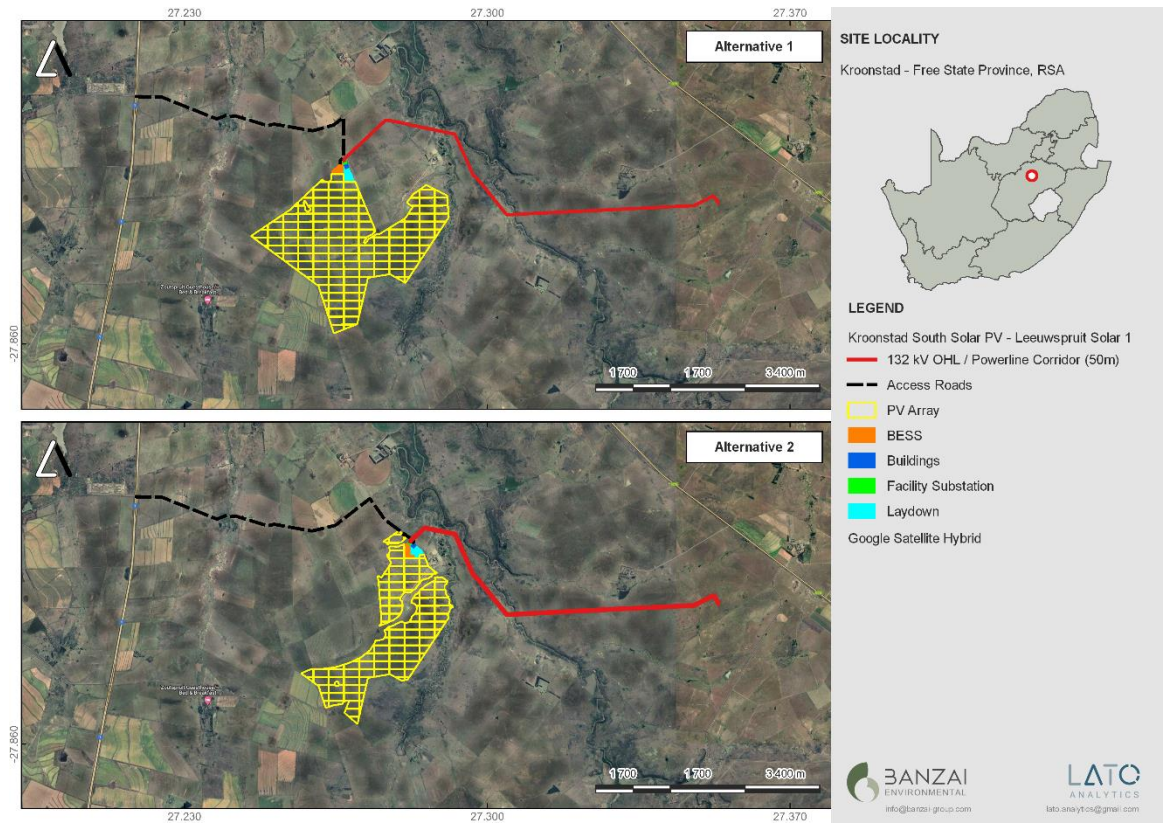 27.230
27.300
27.370
Alternative 1
-27.860
1 700
1 700
3 400 m
Alternative 2
-27.860
1 700
1 700
3 400 m
27.230
27.300
27.370
SITE LOCALITY
Kroonstad - Free State Province, RSA
LEGEND
Kroonstad South Solar PV - Leeuwspruit Solar 1
132 kV OHL / Powerline Corridor (50m)
Access Roads
PV Array
BESS
Buildings
Facility Substation
Laydown
Google Satellite Hybrid
BANZAI
ENVIRONMENTAL
info@banzai-group.com
LATO
ANALYTICS
lato.analytics@gmail.com